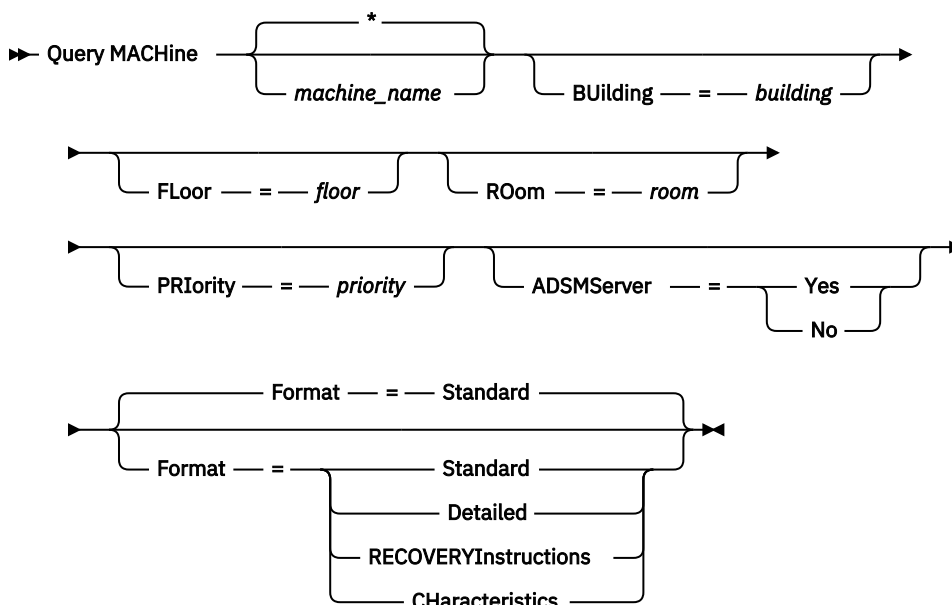 *
Query MACHine
machine_name
BUilding = building
FLoor = floor
ROom = room
PRIority = priority
ADSMServer = Yes
No
Format = Standard
Format = Standard
Detailed
RECOVERYInstructions
CHaracteristics